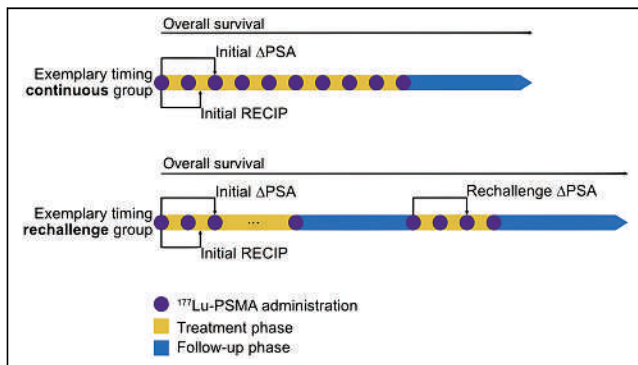 Overall survival
Initial ΔPSA
Exemplary timing
continuous group
Initial RECIP
Overall survival
Initial ΔPSA
Rechallenge ΔPSA
Exemplary timing
rechallenge group
...
Initial RECIP
¹⁷⁷Lu-PSMA administration
Treatment phase
Follow-up phase